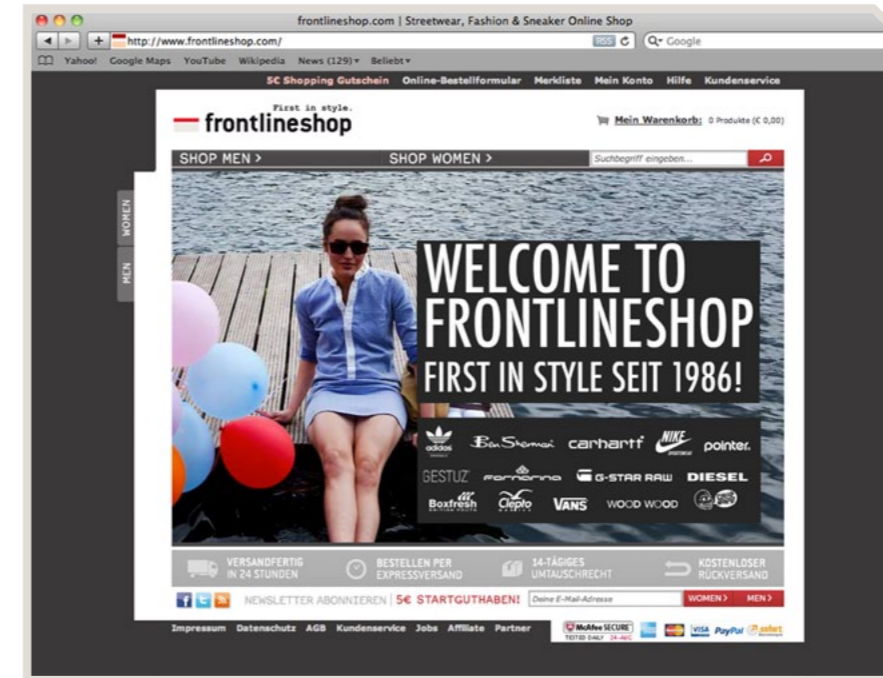 frontlineshop.com | Streetwear, Fashion & Sneaker Online Shop
http://www.frontlineshop.com/ RSS Google
Yahoo! Google Maps YouTube Wikipedia News (129) Beliebt
5€ Shopping Gutschein Online-Bestellformular Merkliste Mein Konto Hilfe Kundenservice
First in style.
frontlineshop
Mein Warenkorb: 0 Produkte (€ 0,00)
SHOP MEN > SHOP WOMEN > Suchbegriff eingeben...
WOMEN
MEN
WELCOME TO
FRONTLINESHOP
FIRST IN STYLE SEIT 1986!
adidas Ben Sherman carhartt NIKE pointer.
GESTUZ fornarina G-STAR RAW DIESEL
Boxfresh Clepto VANS WOOD WOOD
VERSANDFERTIG
IN 24 STUNDEN
BESTELLEN PER
EXPRESSVERSAND
14-TÄGIGES
UMTAUSCHRECHT
KOSTENLOSER
RÜCKVERSAND
NEWSLETTER ABONNIEREN | 5€ STARTGUTHABEN! Deine E-Mail-Adresse WOMEN > MEN >
Impressum Datenschutz AGB Kundenservice Jobs Affiliate Partner
McAfee SECURE
TESTED DAILY 24-AUG
VISA PayPal